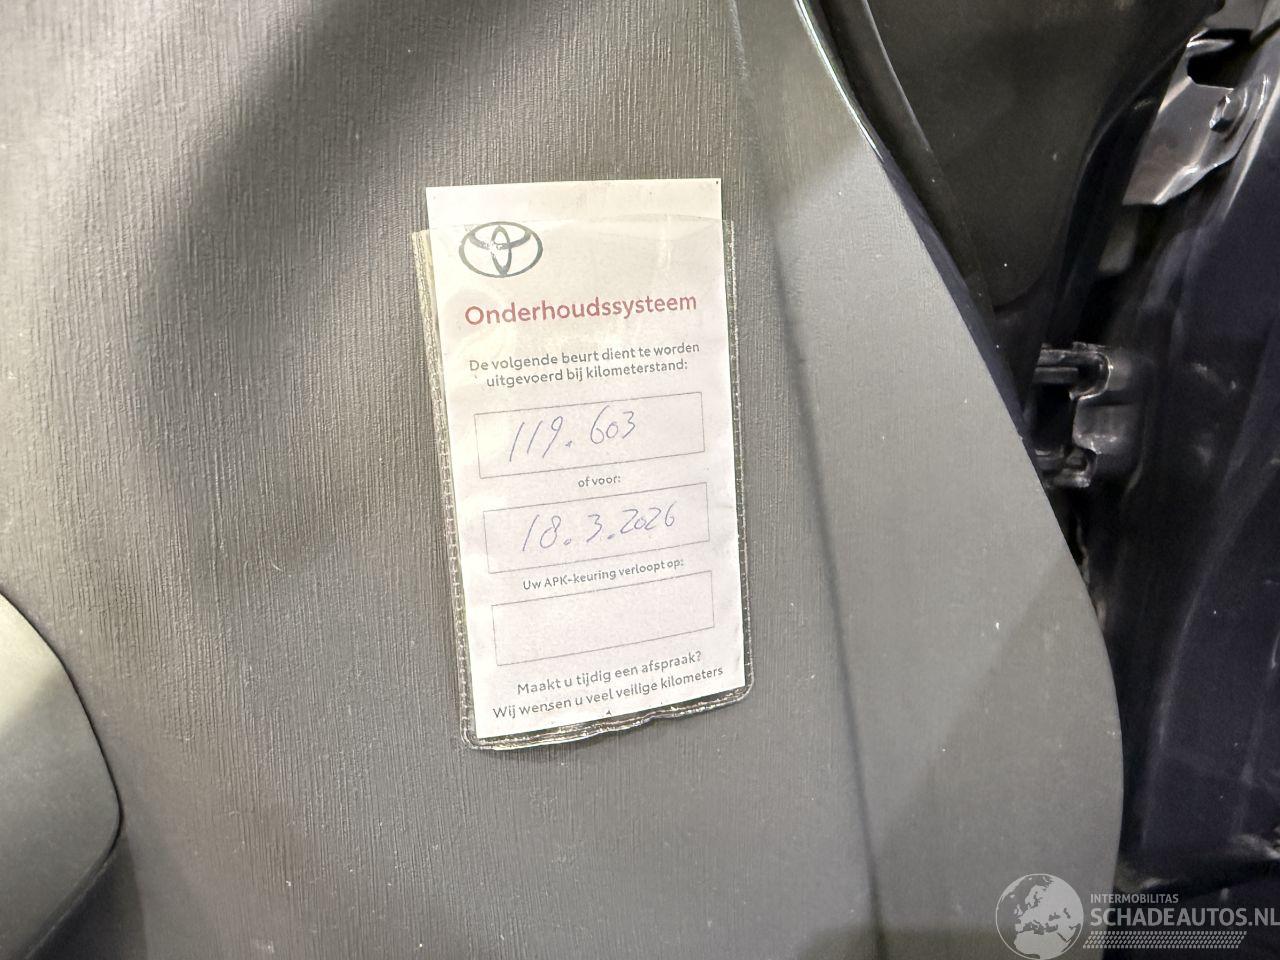 Onderhoudssysteem
De volgende beurt dient te worden
uitgevoerd bij kilometerstand:
119.603
of voor:
18.3.2026
Uw APK-keuring verloopt op:
Maakt u tijdig een afspraak?
Wij wensen u veel veilige kilometers
INTERMOBILITAS
SCHADEAUTOS.NL